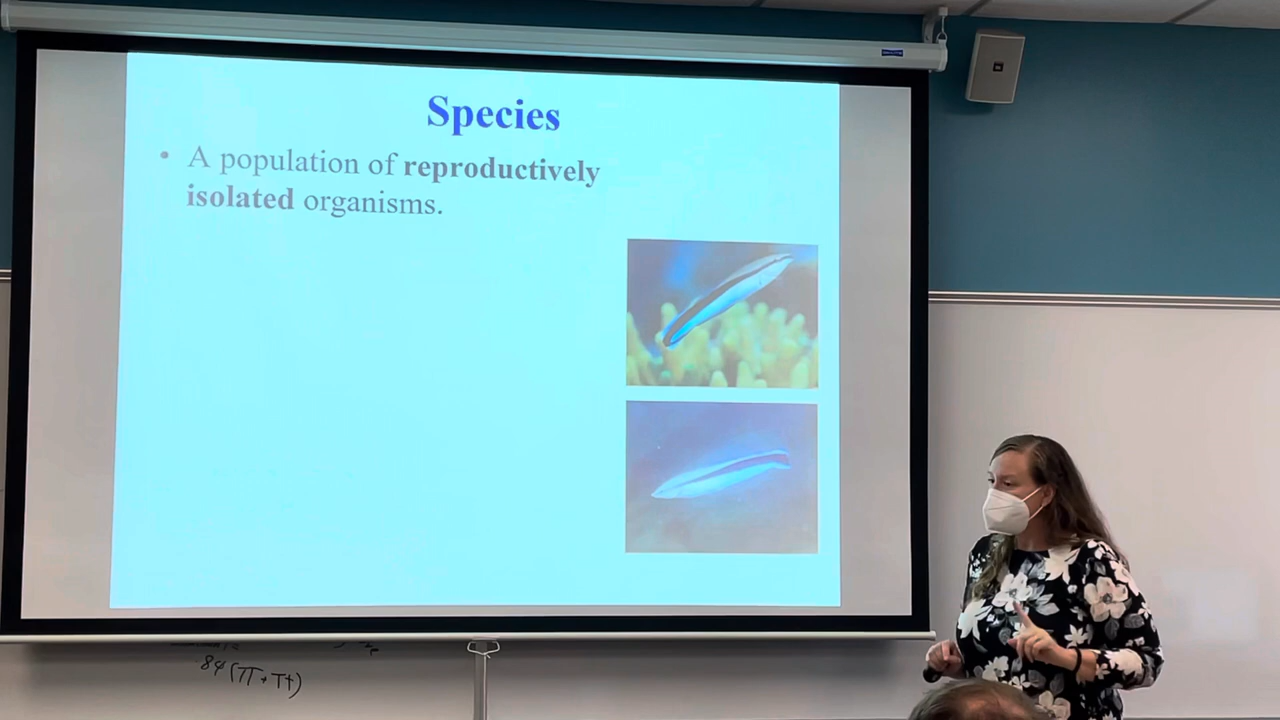 Species
• A population of reproductively
isolated organisms.
84 (TT + Tt)